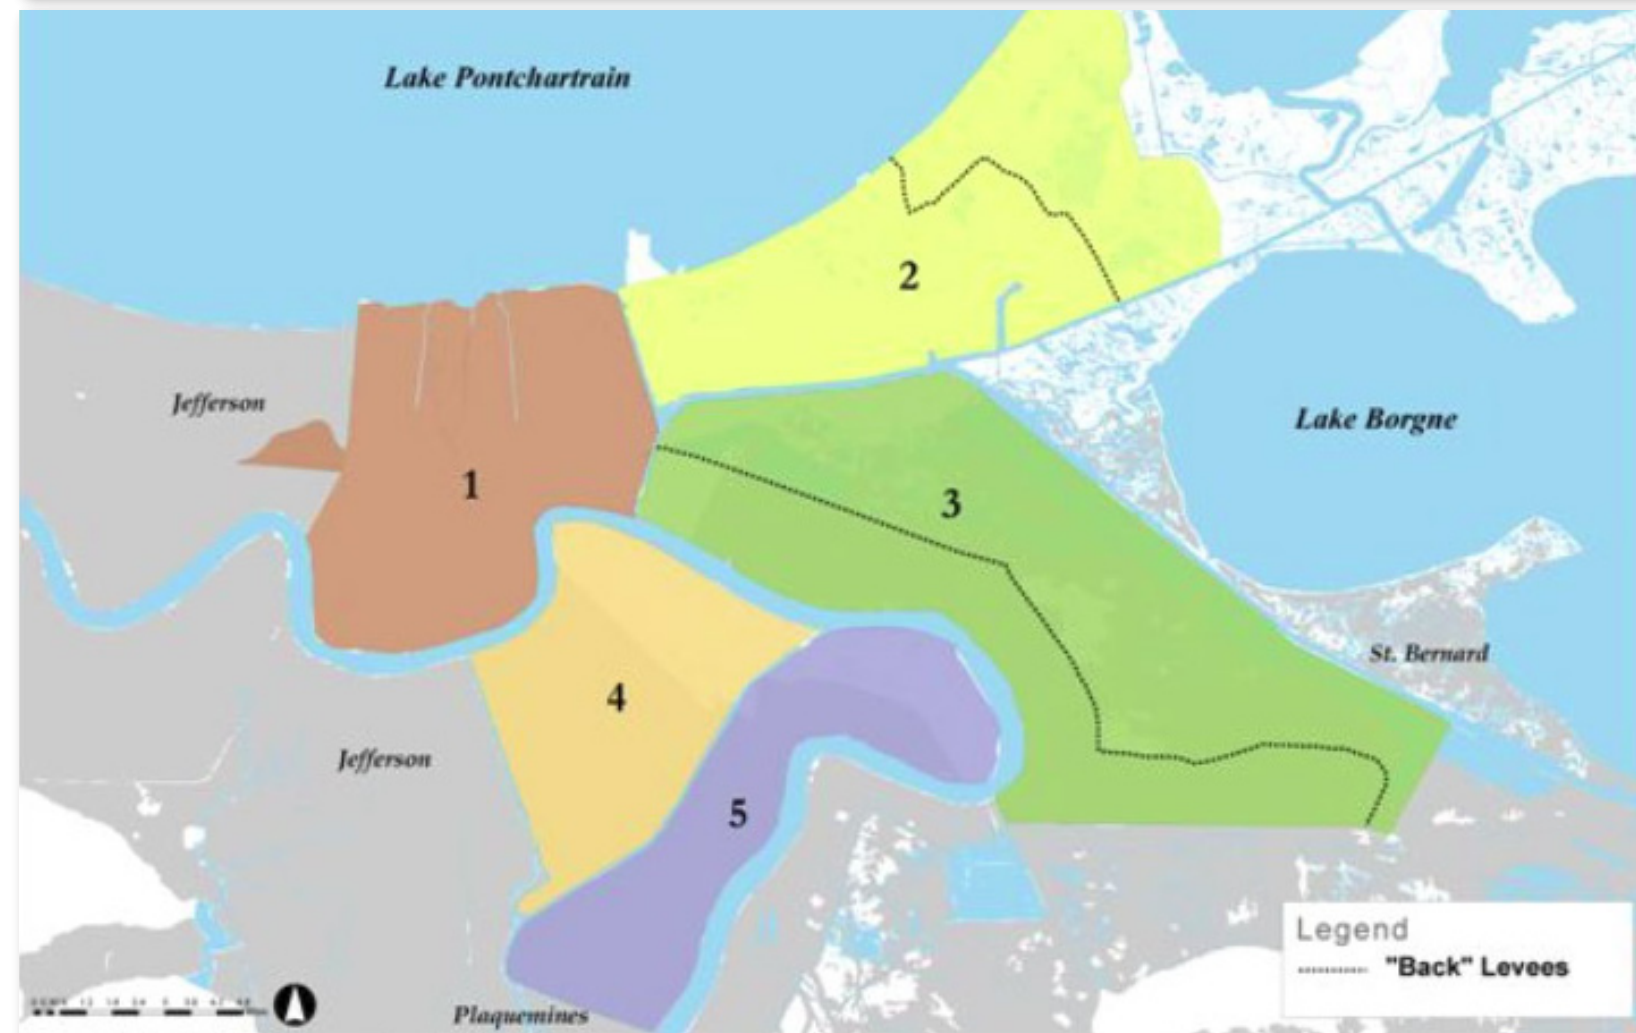 Lake Pontchartrain
2
Jefferson
Lake Borgne
1
3
St. Bernard
4
Jefferson
5
Legend
"Back" Levees
Plaquemines